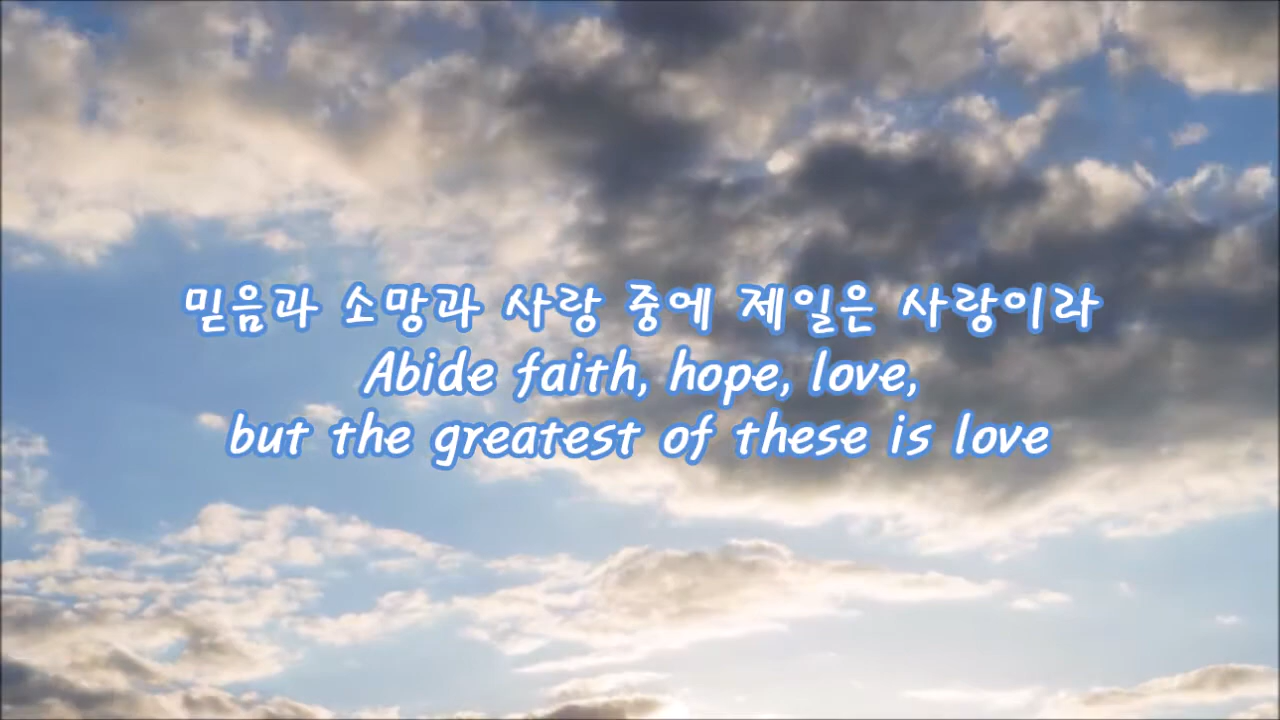 믿음과 소망과 사랑 중에 제일은 사랑이라
Abide faith, hope, love,
but the greatest of these is love